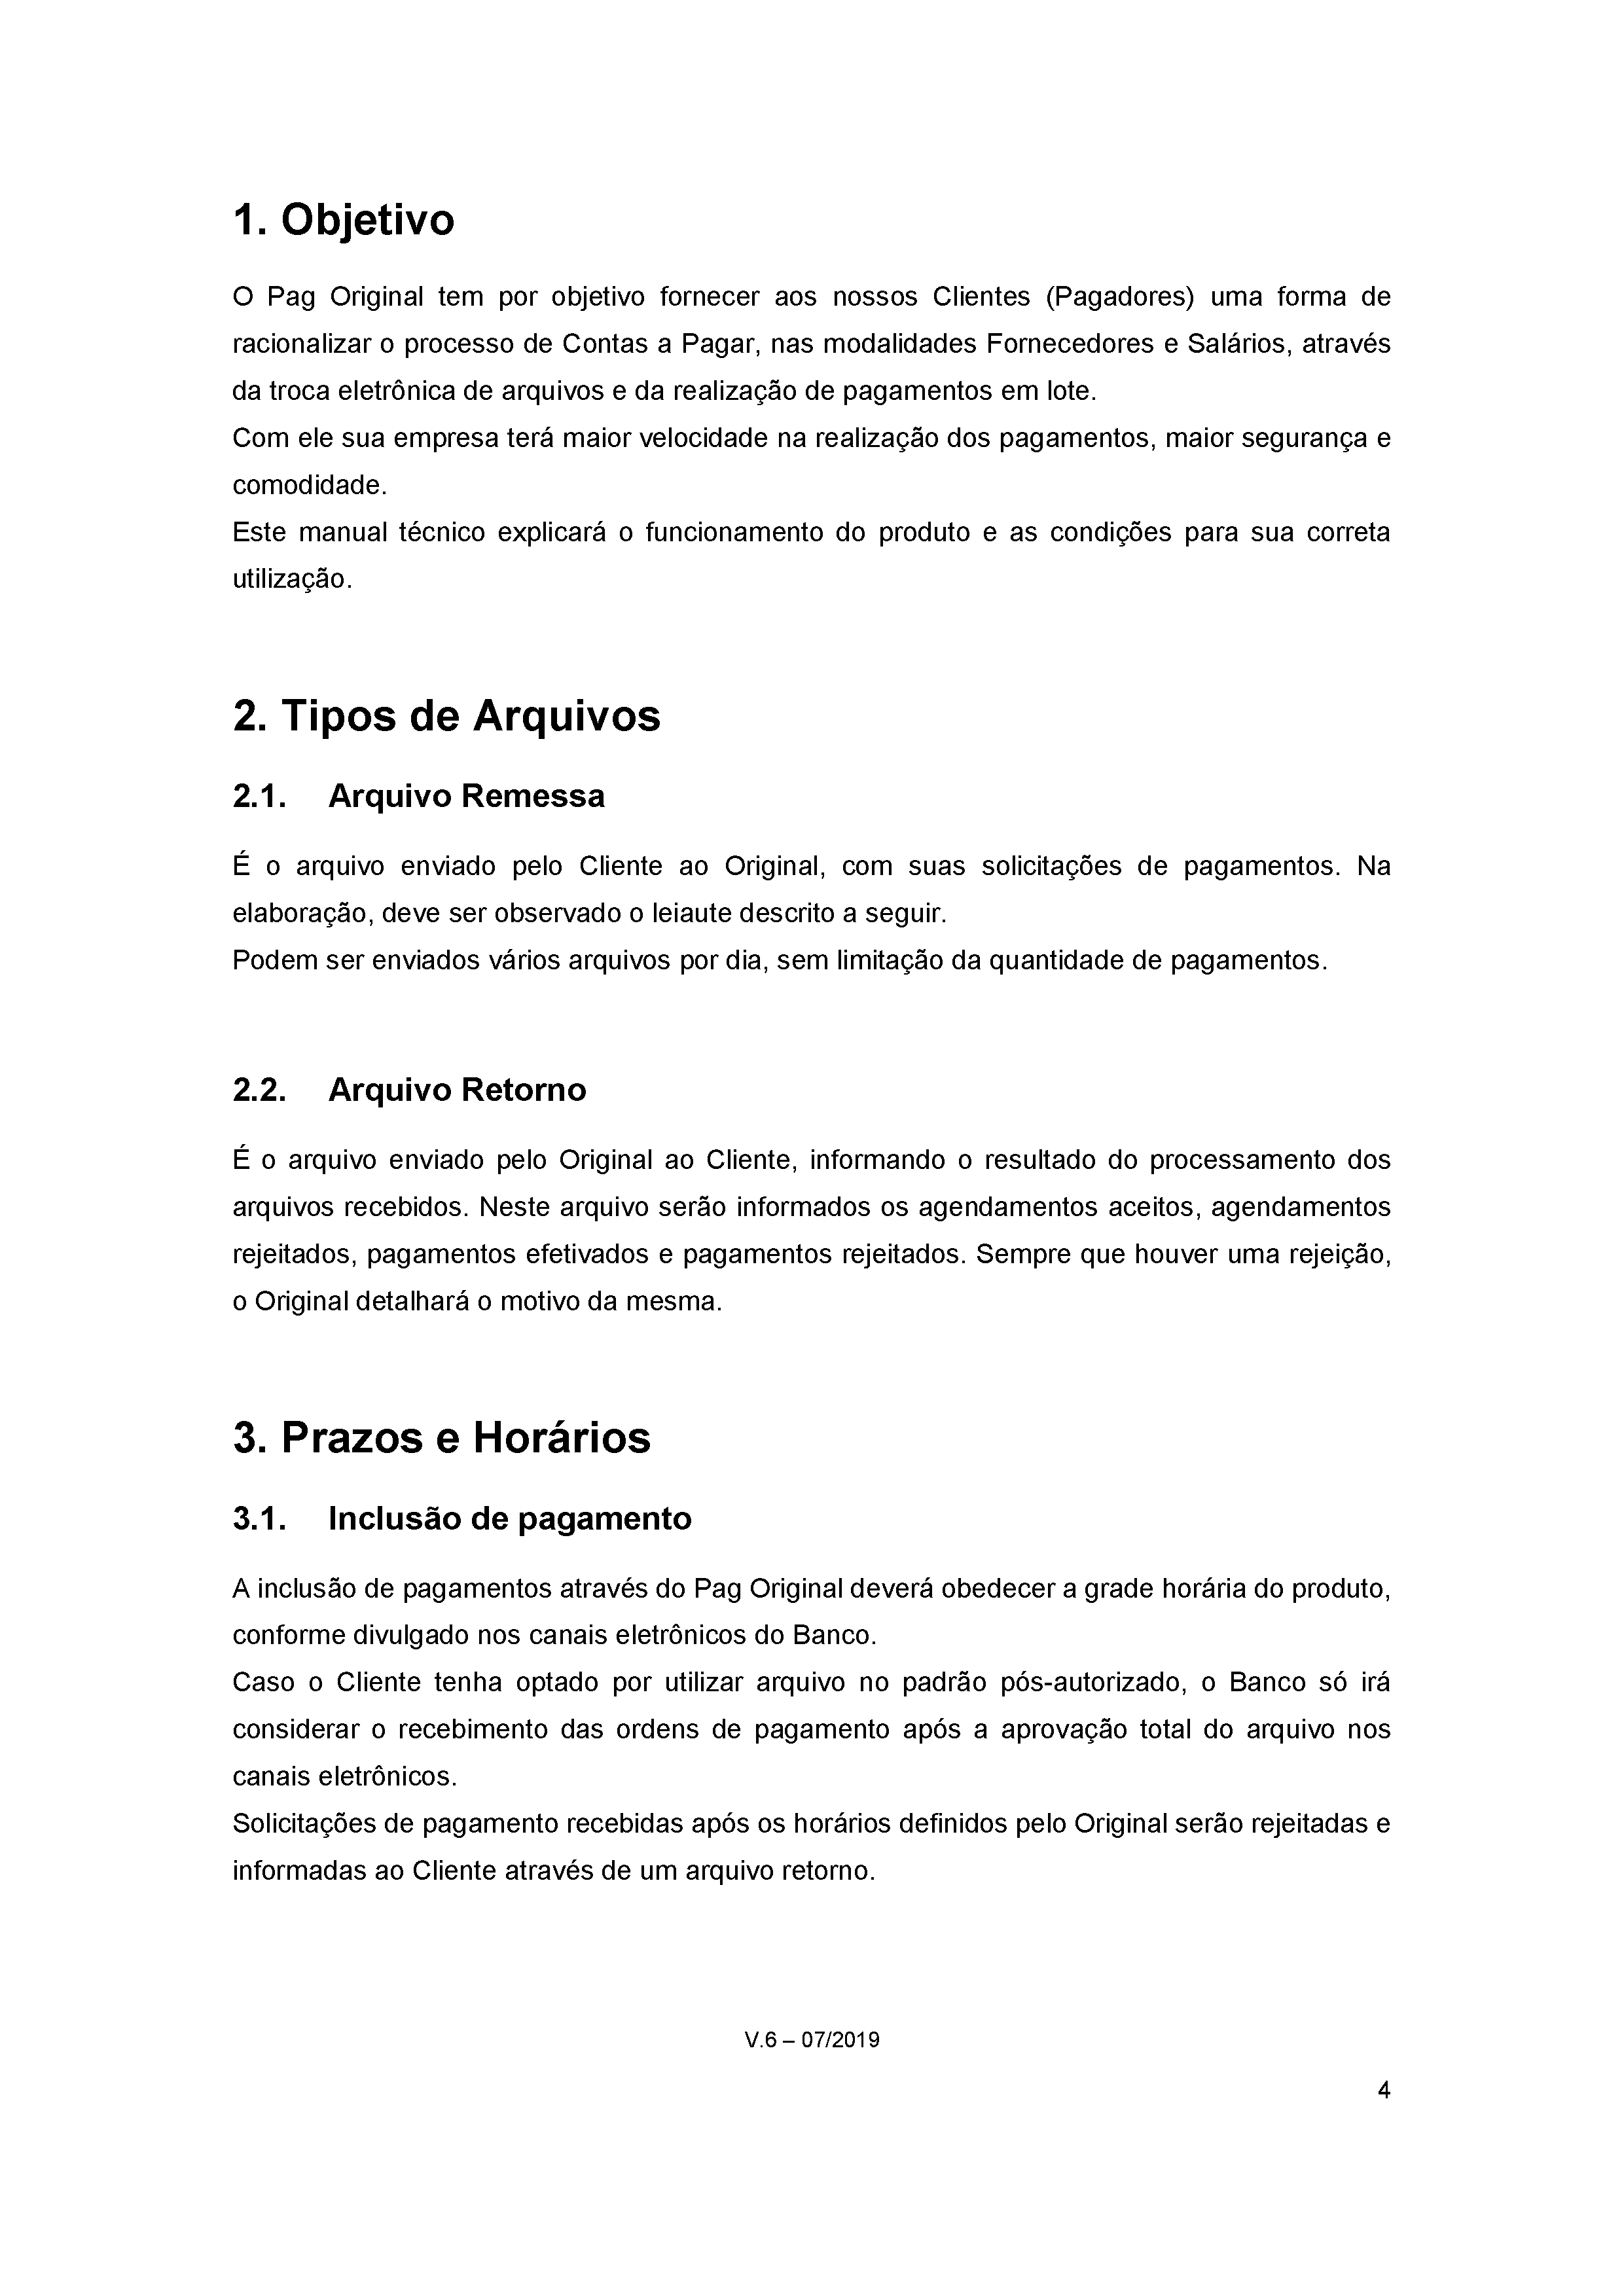 1. Objetivo
O Pag Original tem por objetivo fornecer aos nossos Clientes (Pagadores) uma forma de
racionalizar o processo de Contas a Pagar, nas modalidades Fornecedores e Salários, através
da troca eletrônica de arquivos e da realização de pagamentos em lote.
Com ele sua empresa terá maior velocidade na realização dos pagamentos, maior segurança e
comodidade.
Este manual técnico explicará o funcionamento do produto e as condições para sua correta
utilização.
2. Tipos de Arquivos
2.1. Arquivo Remessa
É o arquivo enviado pelo Cliente ao Original, com suas solicitações de pagamentos. Na
elaboração, deve ser observado o leiaute descrito a seguir.
Podem ser enviados vários arquivos por dia, sem limitação da quantidade de pagamentos.
2.2. Arquivo Retorno
É o arquivo enviado pelo Original ao Cliente, informando o resultado do processamento dos
arquivos recebidos. Neste arquivo serão informados os agendamentos aceitos, agendamentos
rejeitados, pagamentos efetivados e pagamentos rejeitados. Sempre que houver uma rejeição,
o Original detalhará o motivo da mesma.
3. Prazos e Horários
3.1. Inclusão de pagamento
A inclusão de pagamentos através do Pag Original deverá obedecer a grade horária do produto,
conforme divulgado nos canais eletrônicos do Banco.
Caso o Cliente tenha optado por utilizar arquivo no padrão pós-autorizado, o Banco só irá
considerar o recebimento das ordens de pagamento após a aprovação total do arquivo nos
canais eletrônicos.
Solicitações de pagamento recebidas após os horários definidos pelo Original serão rejeitadas e
informadas ao Cliente através de um arquivo retorno.
V.6 – 07/2019
4